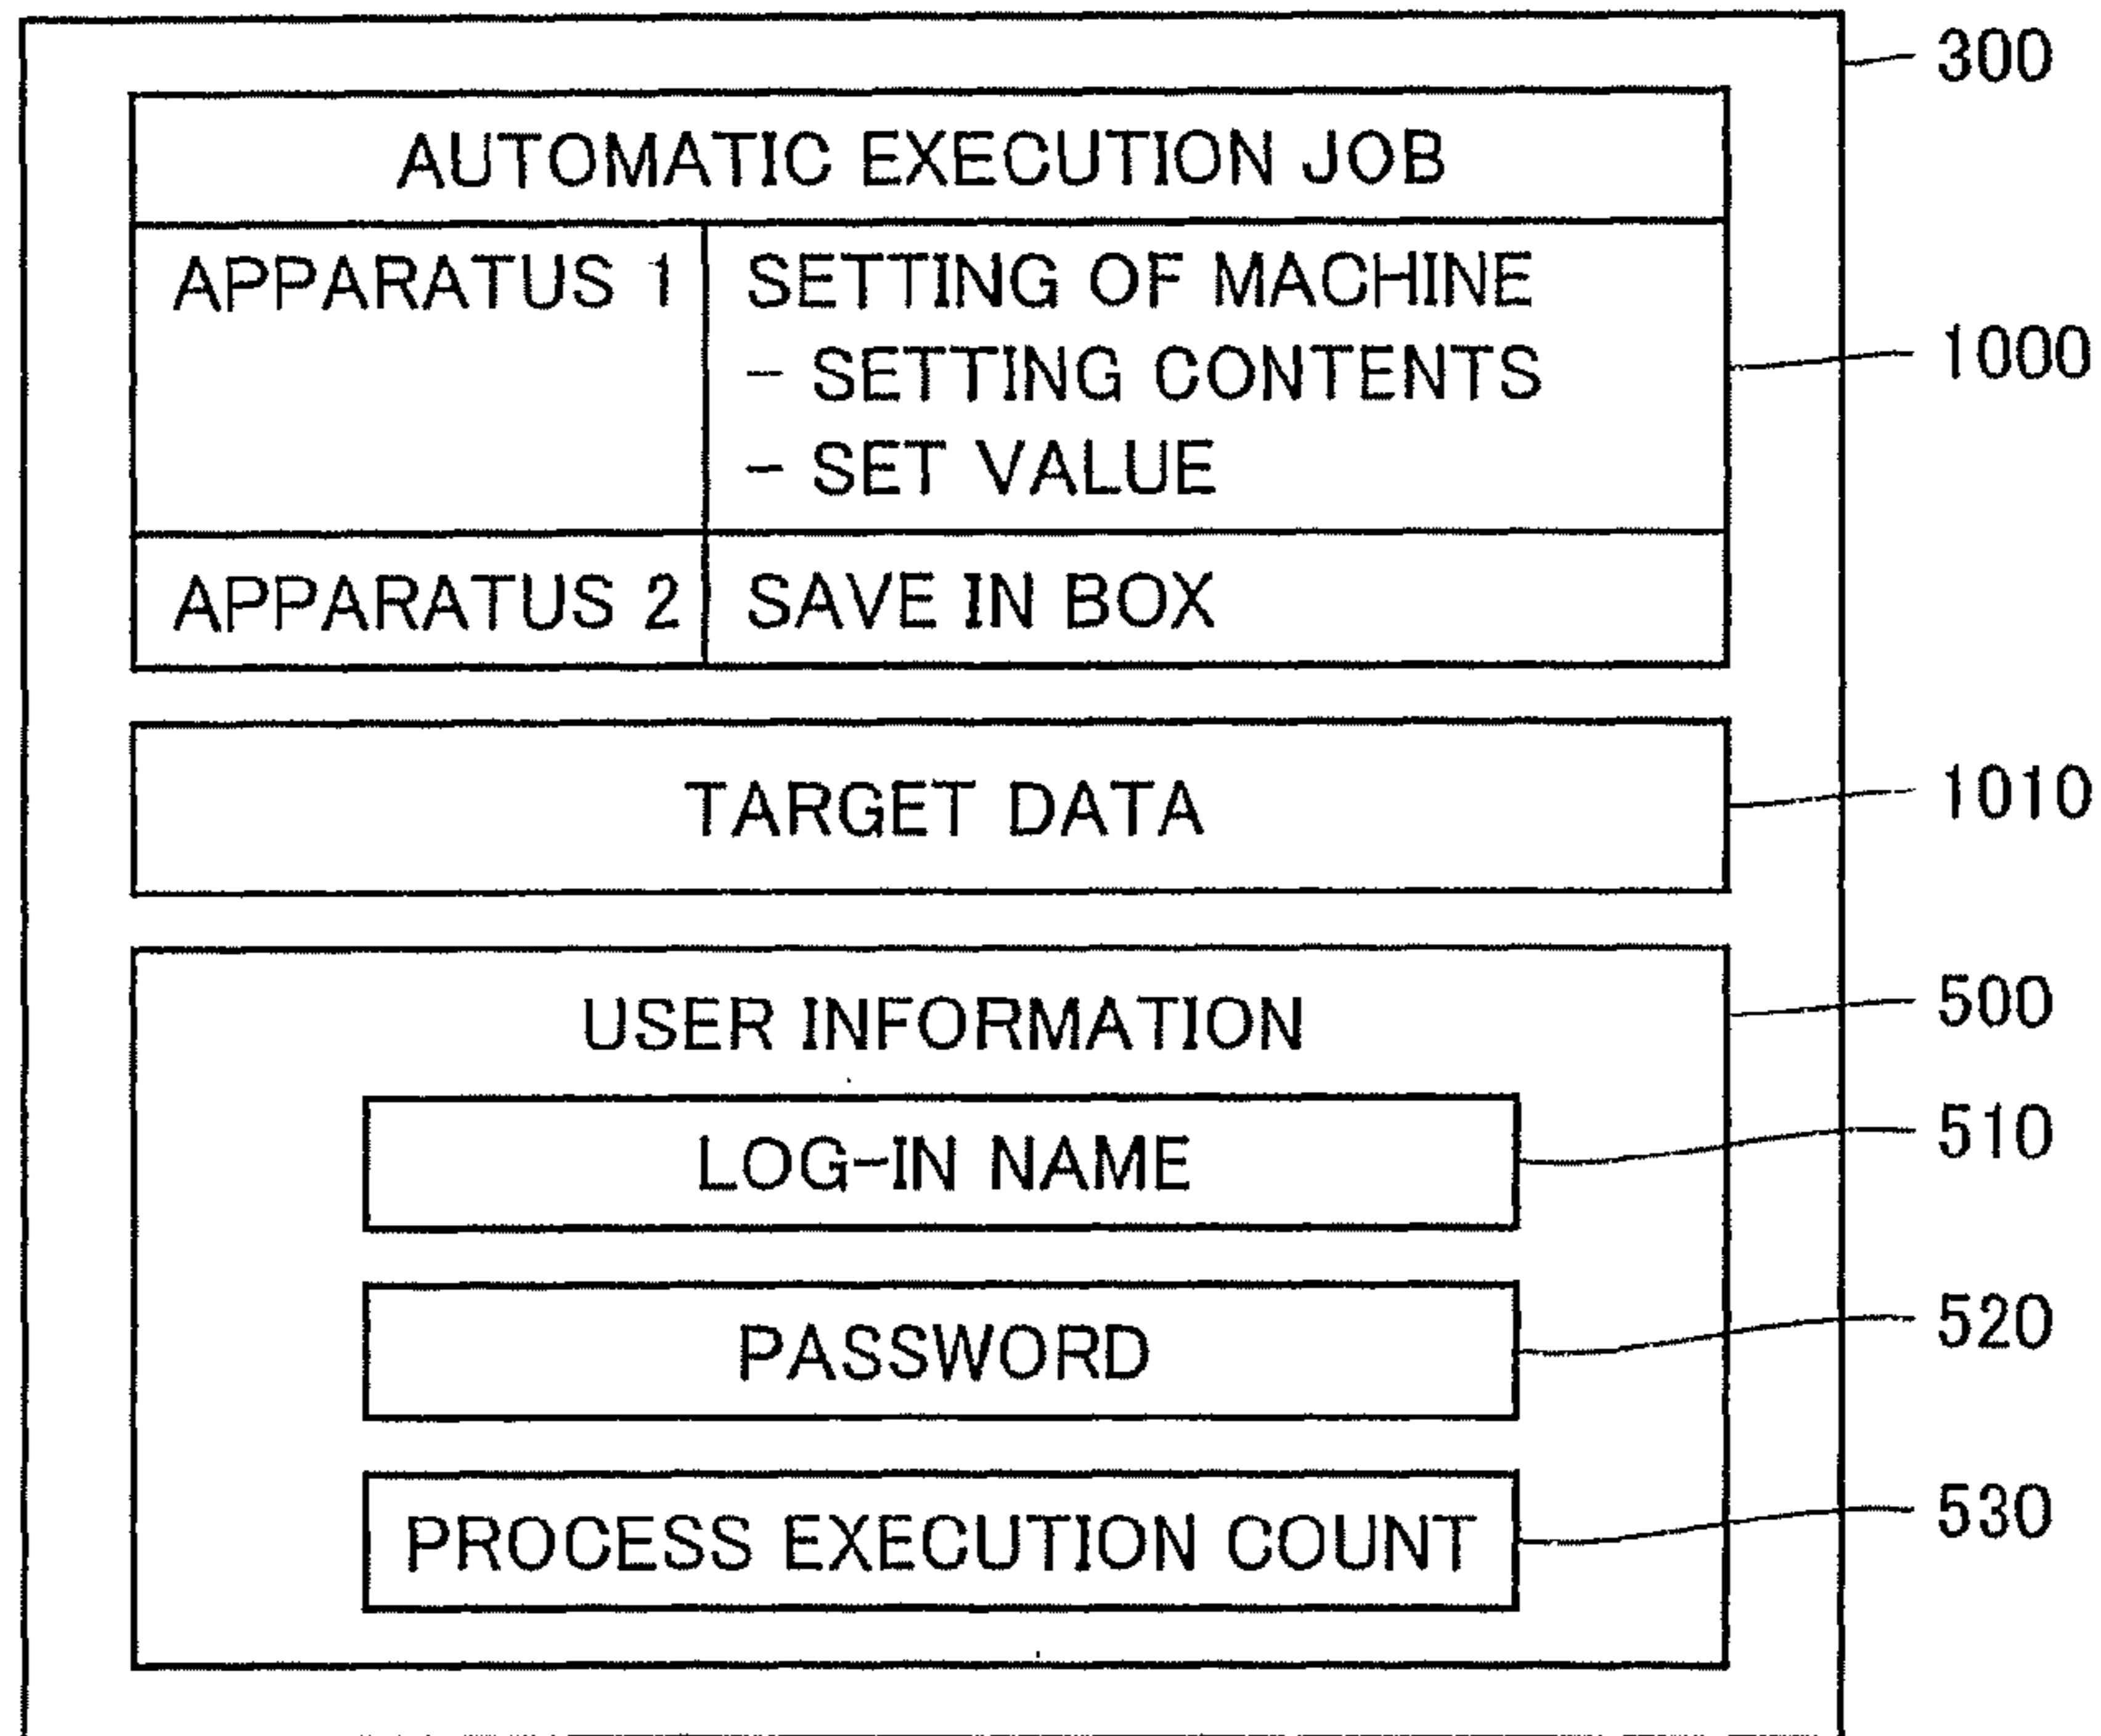 300
AUTOMATIC EXECUTION JOB
APPARATUS 1
SETTING OF MACHINE
- SETTING CONTENTS
- SET VALUE
1000
APPARATUS 2
SAVE IN BOX
TARGET DATA
1010
USER INFORMATION
500
LOG-IN NAME
510
PASSWORD
520
PROCESS EXECUTION COUNT
530